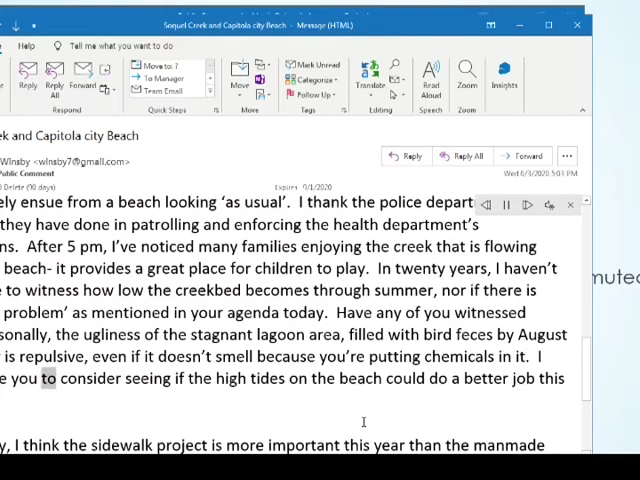 Soquel Creek and Capitola city Beach - Message (HTML)
Help Tell me what you want to do
Reply Reply All Forward
Move to: ? To Manager Team Email
Move
Mark Unread Categorize Follow Up
Translate
Read Aloud
Zoom
Insights
Respond Quick Steps Move Tags Editing Speech Zoom
ek and Capitola city Beach
<wlnsby7@gmail.com>
Public Comment
Reply Reply All Forward
Wed 6/3/2020 5:03 PM
Delete (90 days) Expires 9/1/2020
ely ensue from a beach looking 'as usual'. I thank the police depart
they have done in patrolling and enforcing the health department's
ns. After 5 pm, I've noticed many families enjoying the creek that is flowing
beach- it provides a great place for children to play. In twenty years, I haven't
e to witness how low the creekbed becomes through summer, nor if there is
problem' as mentioned in your agenda today. Have any of you witnessed
rsonally, the ugliness of the stagnant lagoon area, filled with bird feces by August
r is repulsive, even if it doesn't smell because you're putting chemicals in it. I
e you to consider seeing if the high tides on the beach could do a better job this
y, I think the sidewalk project is more important this year than the manmade
muted